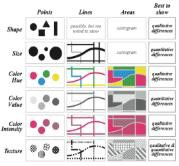 Points
Lines
Areas
Best to
show
Shape
possible, but too
weird to show
cartogram
qualitative
differences
Size
cartogram
quantitative
differences
Color
Hue
qualitative
differences
Color
Value
quantitative
differences
Color
Intensity
qualitative
differences
Texture
qualitative &
quantitative
differences